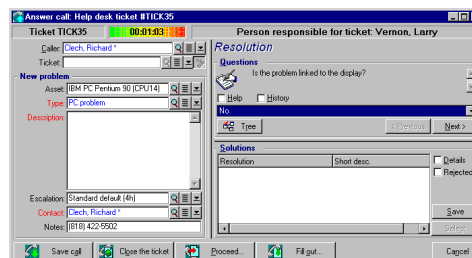 Answer call: Help desk ticket #TICK35
Ticket TICK35
00:01:03
Person responsible for ticket: Vernon, Larry
Caller: Clech, Richard *
Ticket:
New problem
Asset: IBM PC Pentium 90 (CPU14)
Type: PC problem
Description:
Escalation: Standard default (4h)
Contact: Clech, Richard *
Notes: (818) 422-5502
Resolution
Questions
Is the problem linked to the display?
Help
History
No
Tree
< Previous
Next >
Solutions
Resolution
Short desc.
Details
Rejected
Save
Select
Save call
Close the ticket
Proceed...
Fill out...
Cancel